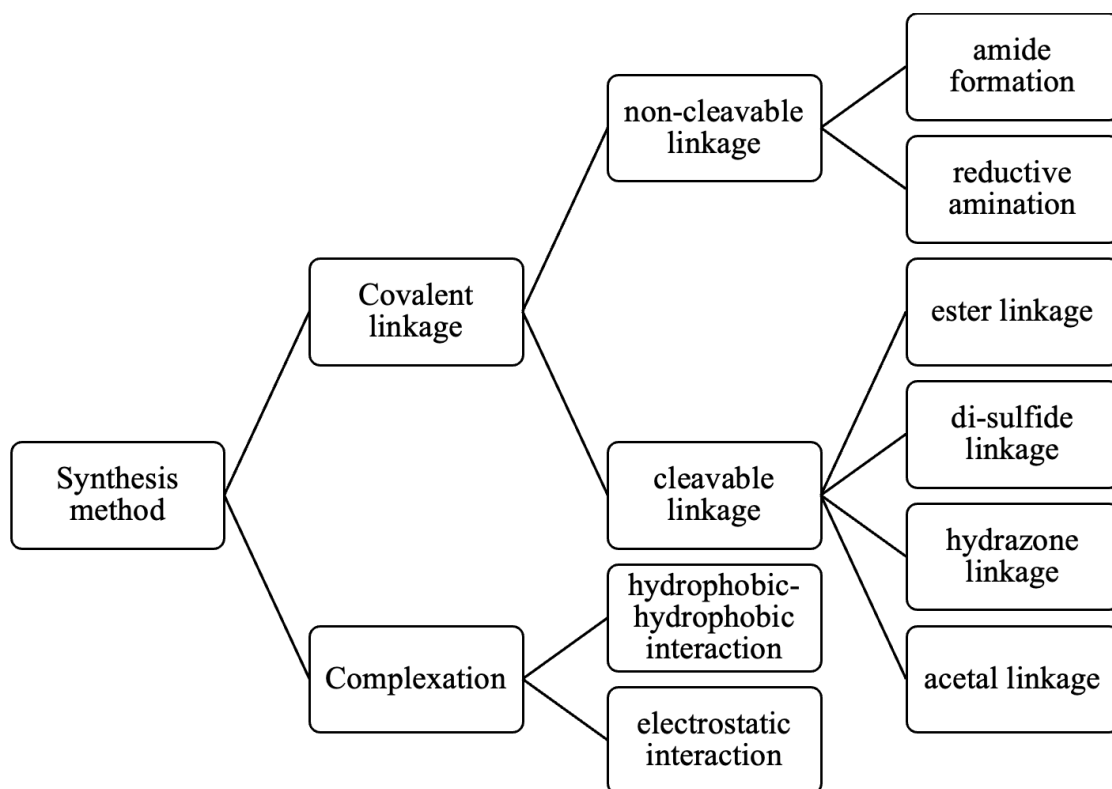 amide
formation
non-cleavable
linkage
reductive
amination
Covalent
linkage
ester linkage
di-sulfide
linkage
Synthesis
method
cleavable
linkage
hydrazone
linkage
hydrophobic-
hydrophobic
interaction
Complexation
acetal linkage
electrostatic
interaction